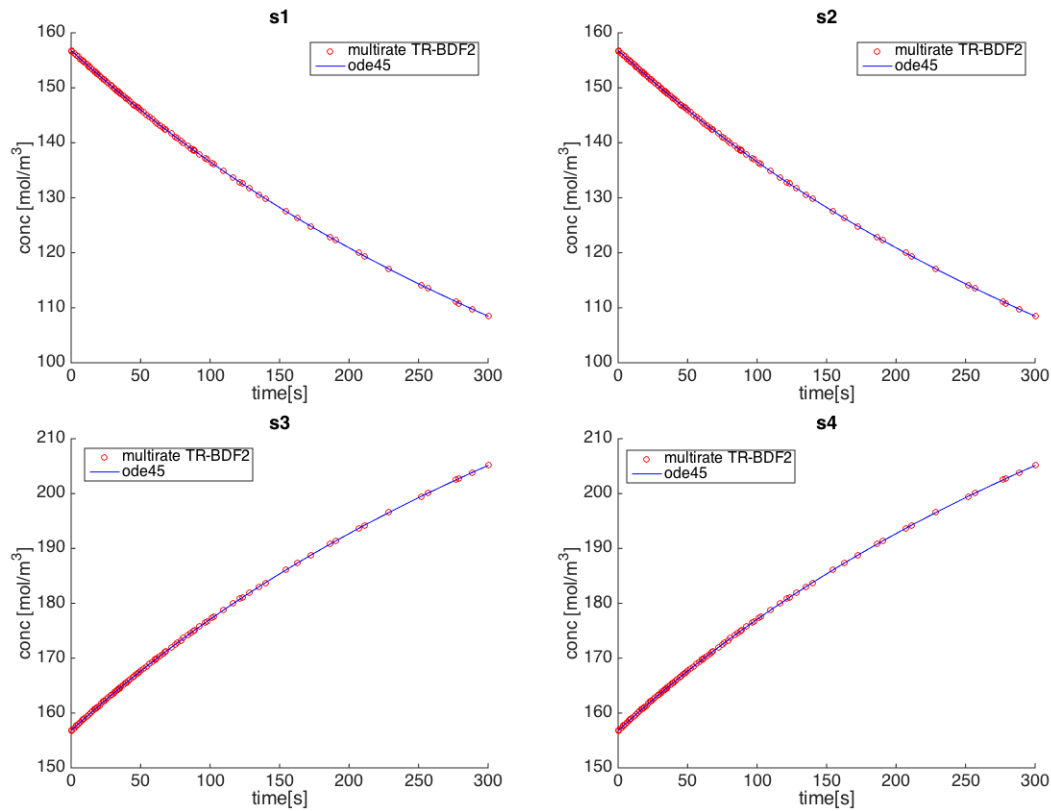 s1
160
150
140
130
120
110
100
conc [mol/m³]
0 50 100 150 200 250 300
time[s]
multirate TR-BDF2
ode45
s2
160
150
140
130
120
110
100
conc [mol/m³]
0 50 100 150 200 250 300
time[s]
multirate TR-BDF2
ode45
s3
210
200
190
180
170
160
150
conc [mol/m³]
0 50 100 150 200 250 300
time[s]
multirate TR-BDF2
ode45
s4
210
200
190
180
170
160
150
conc [mol/m³]
0 50 100 150 200 250 300
time[s]
multirate TR-BDF2
ode45